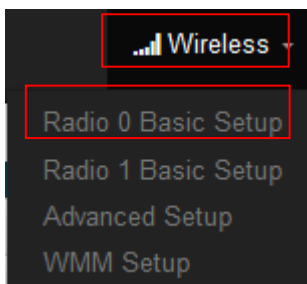 Wireless
Radio 0 Basic Setup
Radio 1 Basic Setup
Advanced Setup
WMM Setup